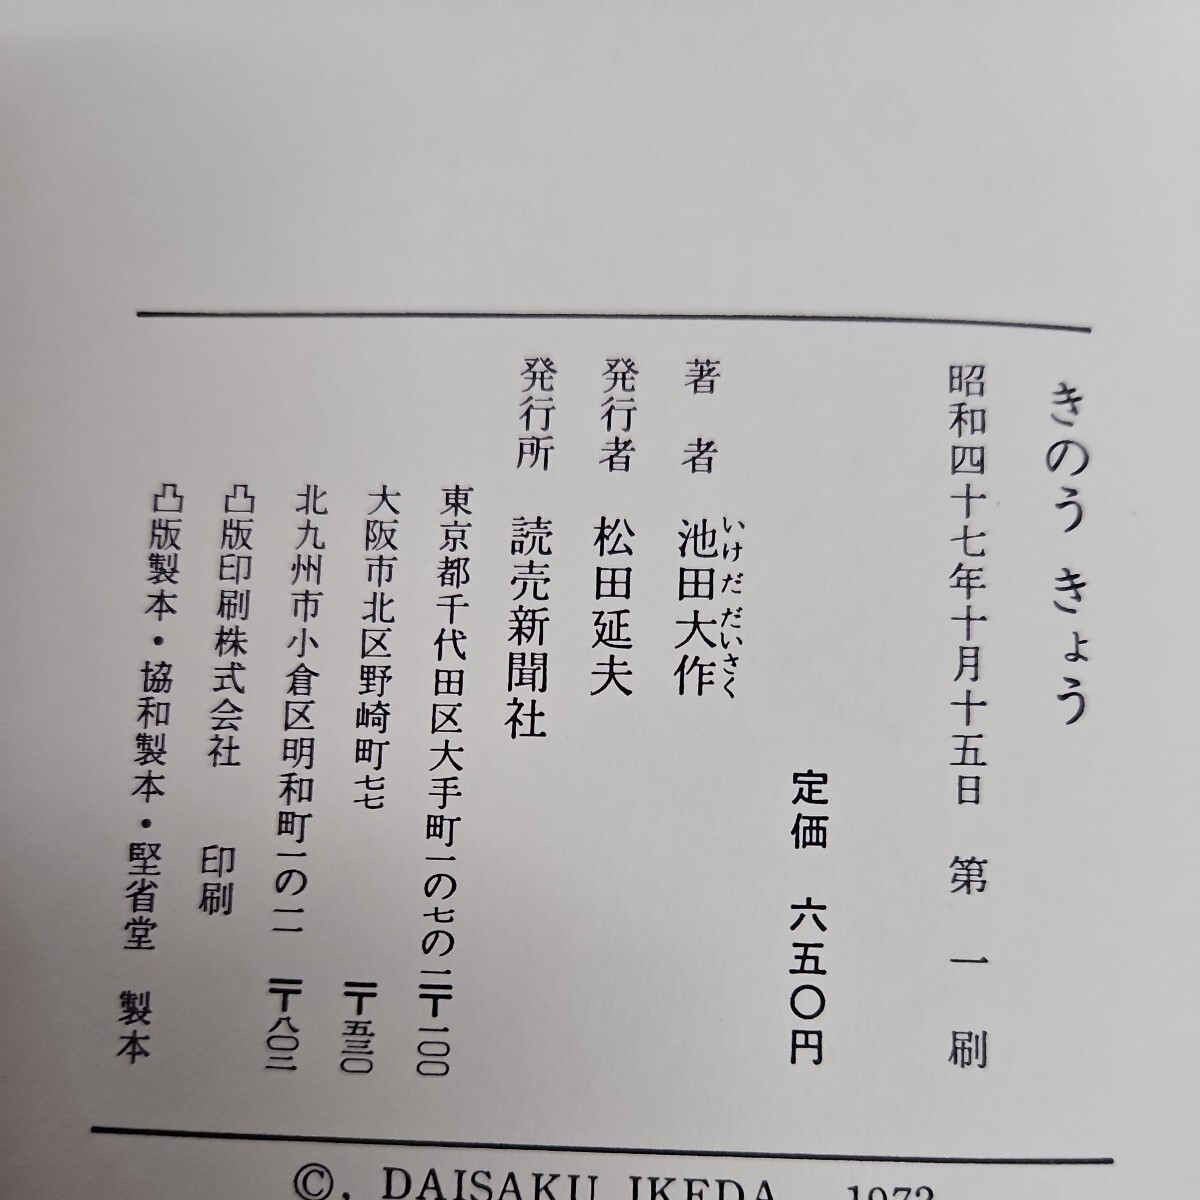 きのう きょう
昭和四十七年十月十五日 第一刷
定価 六五〇円
著者 池田大作
いけだ だいさく
発行者 松田延夫
発行所 読売新聞社
東京都千代田区大手町一の七の二 〒一〇〇
大阪市北区野崎町七七 〒五三〇
北九州市小倉区明和町一の一一 〒八〇二
凸版印刷株式会社 印刷
凸版製本・協和製本・堅省堂 製本
©, DAISAKU IKEDA, 1972